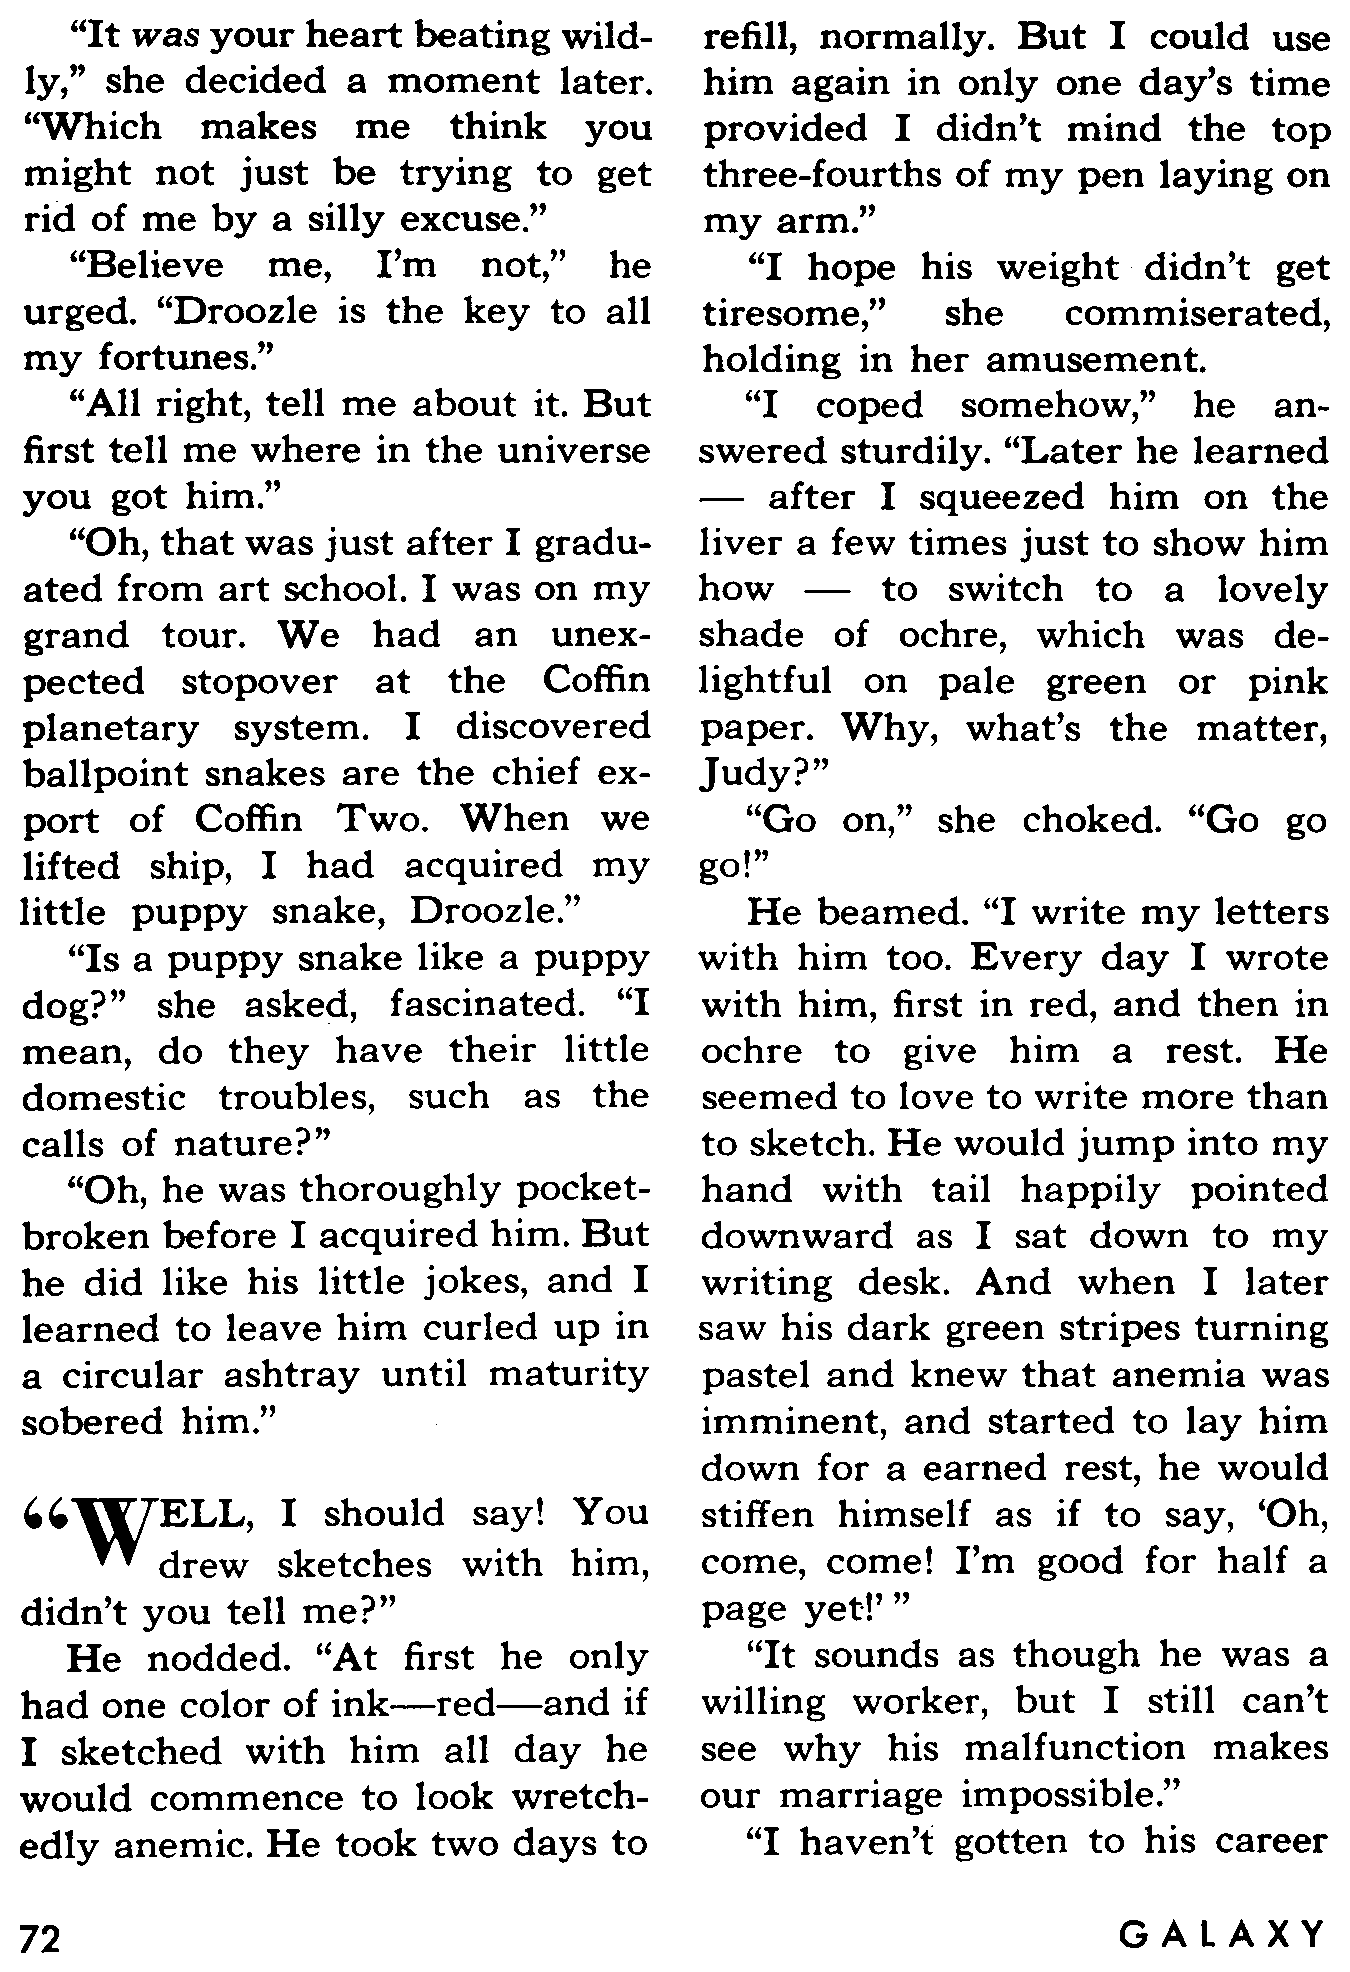 “It was your heart beating wild-
ly,” she decided a moment later.
“Which makes me think you
might not just be trying to get
rid of me by a silly excuse.”
“Believe me, I’m not,” he
urged. “Droozle is the key to all
my fortunes.”
“All right, tell me about it. But
first tell me where in the universe
you got him.”
“Oh, that was just after I gradu-
ated from art school. I was on my
grand tour. We had an unex-
pected stopover at the Coffin
planetary system. I discovered
ballpoint snakes are the chief ex-
port of Coffin Two. When we
lifted ship, I had acquired my
little puppy snake, Droozle.”
“Is a puppy snake like a puppy
dog?” she asked, fascinated. “I
mean, do they have their little
domestic troubles, such as the
calls of nature?”
“Oh, he was thoroughly pocket-
broken before I acquired him. But
he did like his little jokes, and I
learned to leave him curled up in
a circular ashtray until maturity
sobered him.”
“WELL, I should say! You
drew sketches with him,
didn’t you tell me?”
He nodded. “At first he only
had one color of ink—red—and if
I sketched with him all day he
would commence to look wretch-
edly anemic. He took two days to
refill, normally. But I could use
him again in only one day’s time
provided I didn’t mind the top
three-fourths of my pen laying on
my arm.”
“I hope his weight didn’t get
tiresome,” she commiserated,
holding in her amusement.
“I coped somehow,” he an-
swered sturdily. “Later he learned
— after I squeezed him on the
liver a few times just to show him
how — to switch to a lovely
shade of ochre, which was de-
lightful on pale green or pink
paper. Why, what’s the matter,
Judy?”
“Go on,” she choked. “Go go
go!”
He beamed. “I write my letters
with him too. Every day I wrote
with him, first in red, and then in
ochre to give him a rest. He
seemed to love to write more than
to sketch. He would jump into my
hand with tail happily pointed
downward as I sat down to my
writing desk. And when I later
saw his dark green stripes turning
pastel and knew that anemia was
imminent, and started to lay him
down for a earned rest, he would
stiffen himself as if to say, ‘Oh,
come, come! I’m good for half a
page yet!’ ”
“It sounds as though he was a
willing worker, but I still can’t
see why his malfunction makes
our marriage impossible.”
“I haven’t gotten to his career
72
GALAXY